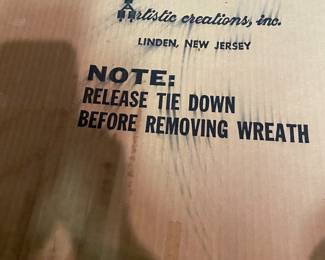 Artistic creations, inc.
LINDEN, NEW JERSEY
NOTE:
RELEASE TIE DOWN
BEFORE REMOVING WREATH